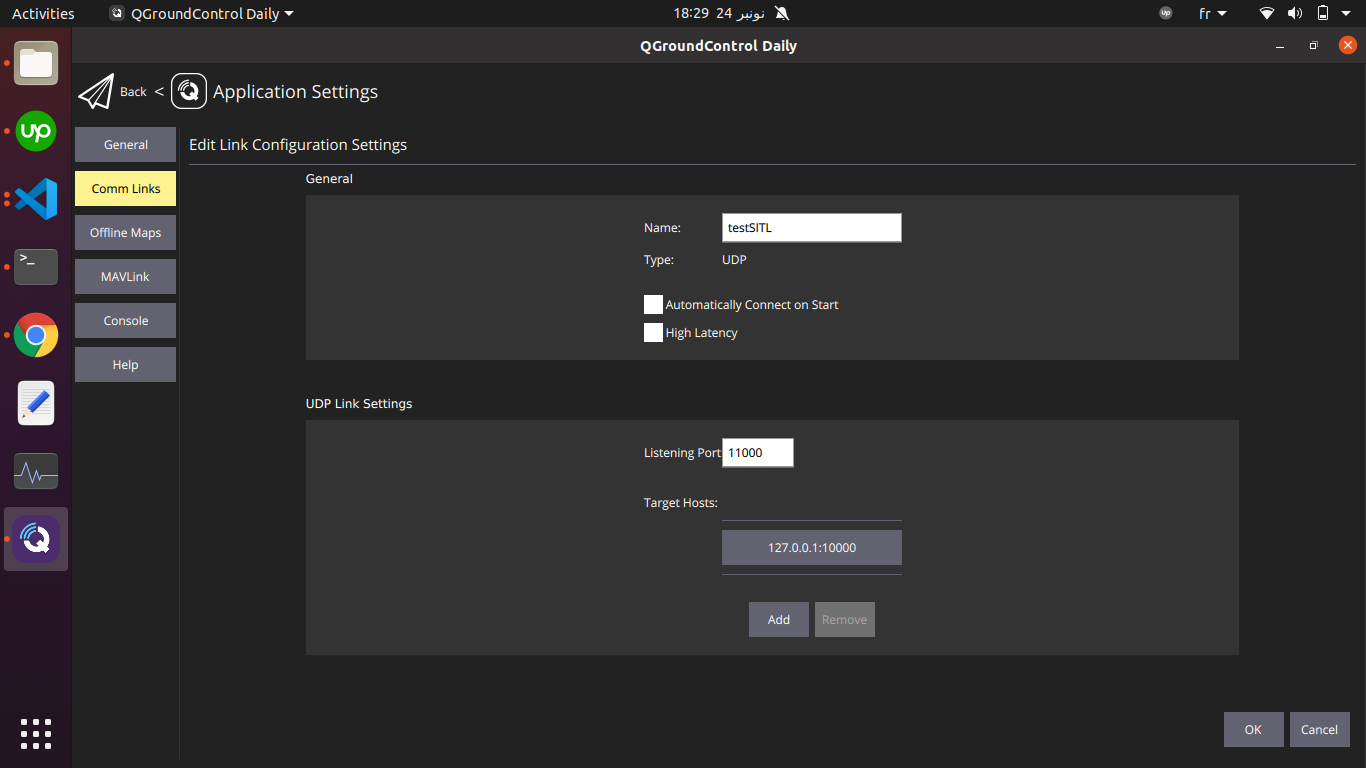 Activities QGroundControl Daily 18:29 24 نونبر fr
QGroundControl Daily
Back < Application Settings
General
Comm Links
Offline Maps
MAVLink
Console
Help
Edit Link Configuration Settings
General
Name: testSITL
Type: UDP
Automatically Connect on Start
High Latency
UDP Link Settings
Listening Port 11000
Target Hosts:
127.0.0.1:10000
Add Remove
OK Cancel
up
>_